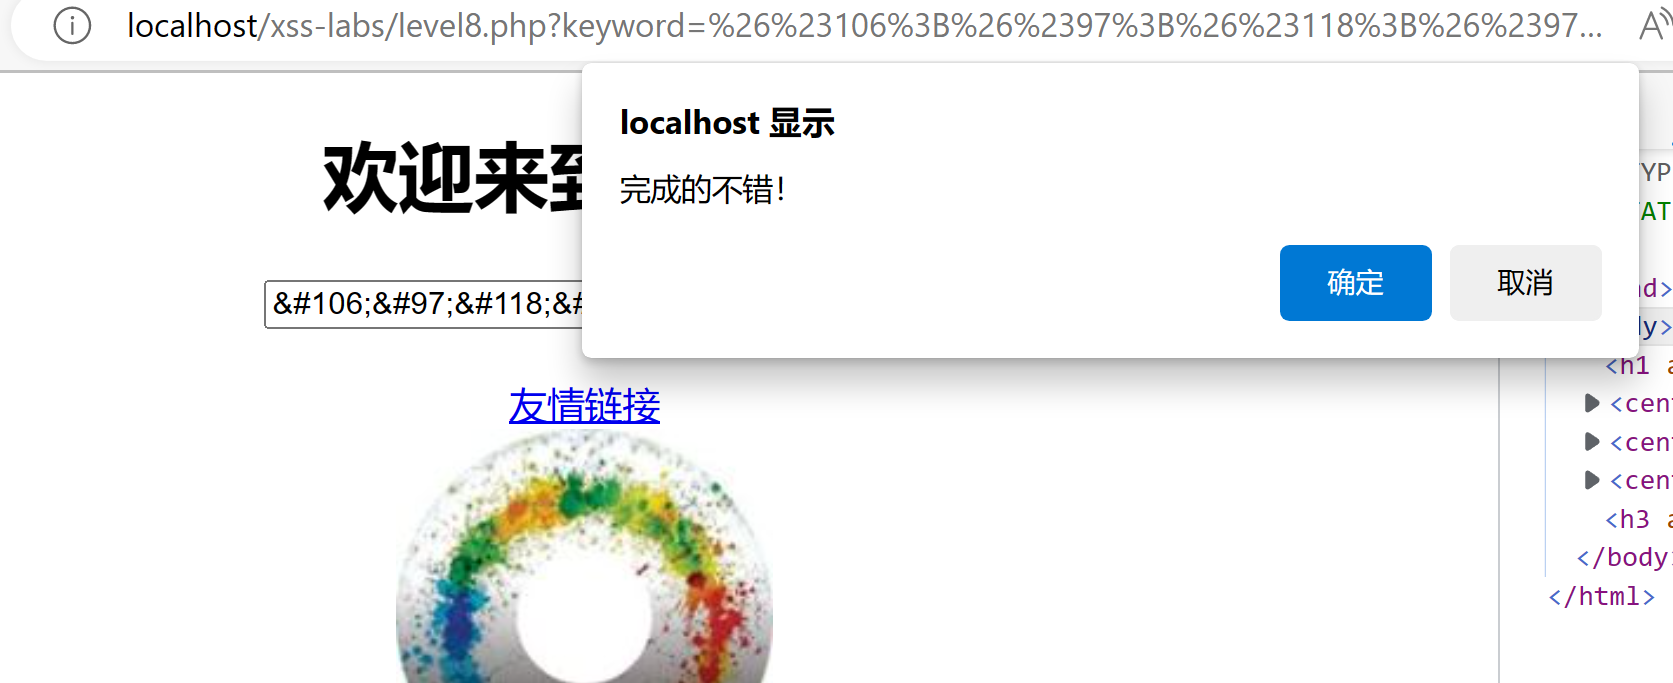 localhost/xss-labs/level8.php?keyword=%26%23106%3B%26%2397%3B%26%23118%3B%26%2397...
localhost 显示
完成的不错！
确定 取消
欢迎来到
&#106;&#97;&#118;&#
友情链接
YP
AT
d>
y>
<h1 a
<cen
<cen
<cen
<h3 a
</body>
</html>